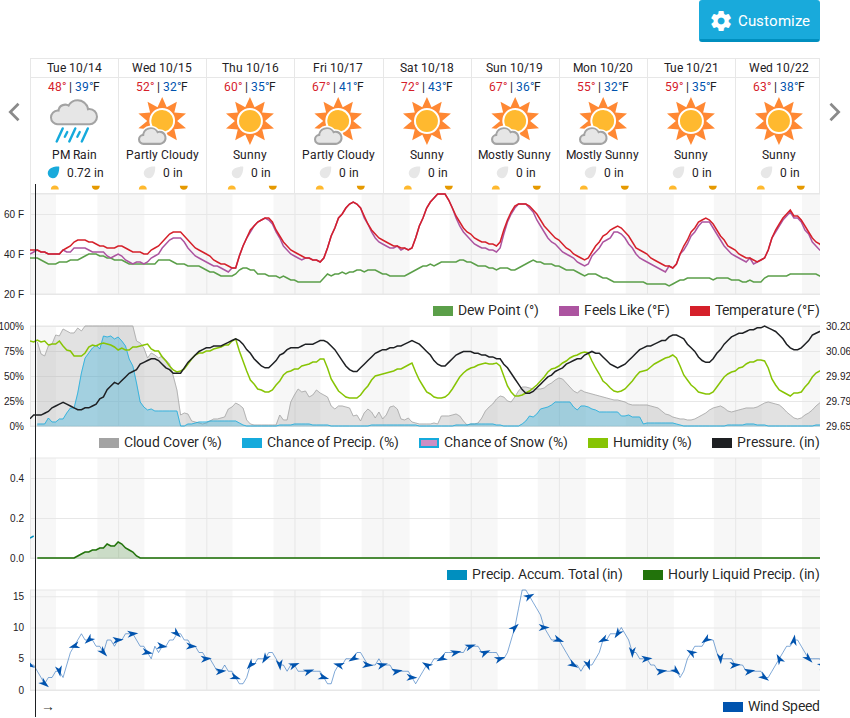 Customize
Tue 10/14 Wed 10/15 Thu 10/16 Fri 10/17 Sat 10/18 Sun 10/19 Mon 10/20 Tue 10/21 Wed 10/22
48° | 39°F 52° | 32°F 60° | 35°F 67° | 41°F 72° | 43°F 67° | 36°F 55° | 32°F 59° | 35°F 63° | 38°F
PM Rain Partly Cloudy Sunny Partly Cloudy Sunny Mostly Sunny Mostly Sunny Sunny Sunny
0.72 in 0 in 0 in 0 in 0 in 0 in 0 in 0 in 0 in
60 F
40 F
20 F
Dew Point (°) Feels Like (°F) Temperature (°F)
100% 30.20
75% 30.06
50% 29.92
25% 29.79
0% 29.65
Cloud Cover (%) Chance of Precip. (%) Chance of Snow (%) Humidity (%) Pressure. (in)
0.4
0.2
0.0
Precip. Accum. Total (in) Hourly Liquid Precip. (in)
15
10
5
0
→ Wind Speed